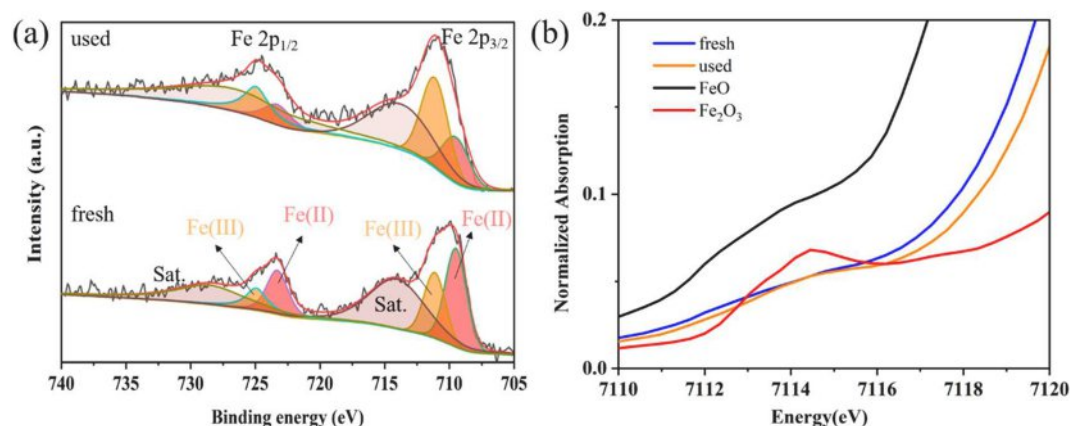 (a)
used
Fe 2p1/2
Fe 2p3/2
fresh
Fe(III)
Fe(II)
Fe(III)
Fe(II)
Sat.
Sat.
Intensity (a.u.)
740 735 730 725 720 715 710 705
Binding energy (eV)
(b)
fresh
used
FeO
Fe₂O₃
0.2
0.1
0.0
Normalized Absorption
7110 7112 7114 7116 7118 7120
Energy(eV)